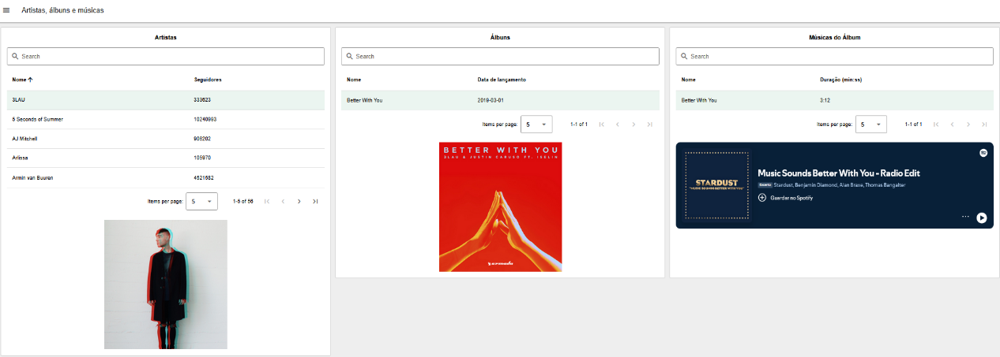 Artistas, álbuns e músicas
Artistas
Search
Nome Seguidores
3LAU 333623
5 Seconds of Summer 10240993
AJ Mitchell 908202
Arlissa 105970
Armin van Buuren 4521682
Items per page: 5 1-5 of 56
Álbuns
Search
Nome Data de lançamento
Better With You 2019-03-01
Items per page: 5 1-1 of 1
BETTER WITH YOU
3LAU & JUSTIN CARUSO FT. ISELIN
armada
Músicas do Álbum
Search
Nome Duração (min:ss)
Better With You 3:12
Items per page: 5 1-1 of 1
STARDUST
"MUSIC SOUNDS BETTER WITH YOU"
Music Sounds Better With You - Radio Edit
Excerto Stardust, Benjamin Diamond, Alan Braxe, Thomas Bangalter
Guardar no Spotify